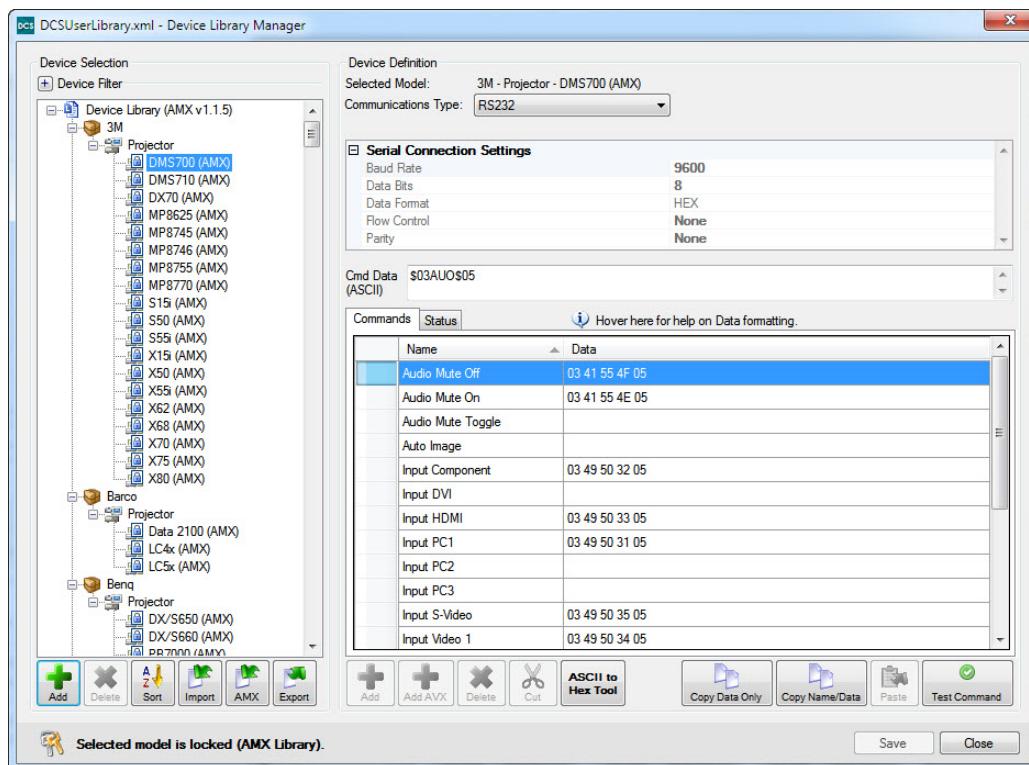 DCS DCSUserLibrary.xml - Device Library Manager
Device Selection
Device Filter
Device Library (AMX v1.1.5)
3M
Projector
DMS700 (AMX)
DMS710 (AMX)
DX70 (AMX)
MP8625 (AMX)
MP8745 (AMX)
MP8746 (AMX)
MP8755 (AMX)
MP8770 (AMX)
S15i (AMX)
S50 (AMX)
S55i (AMX)
X15i (AMX)
X50 (AMX)
X55i (AMX)
X62 (AMX)
X68 (AMX)
X70 (AMX)
X75 (AMX)
X80 (AMX)
Barco
Projector
Data 2100 (AMX)
LC4x (AMX)
LC5x (AMX)
Benq
Projector
DX/S650 (AMX)
DX/S660 (AMX)
PB7000 (AMX)
Add Delete Sort Import AMX Export
Device Definition
Selected Model: 3M - Projector - DMS700 (AMX)
Communications Type: RS232
Serial Connection Settings
Baud Rate 9600
Data Bits 8
Data Format HEX
Flow Control None
Parity None
Cmd Data (ASCII) $03AUO$05
Commands Status Hover here for help on Data formatting.
Name Data
Audio Mute Off 03 41 55 4F 05
Audio Mute On 03 41 55 4E 05
Audio Mute Toggle
Auto Image
Input Component 03 49 50 32 05
Input DVI
Input HDMI 03 49 50 33 05
Input PC1 03 49 50 31 05
Input PC2
Input PC3
Input S-Video 03 49 50 35 05
Input Video 1 03 49 50 34 05
Add Add AVX Delete Cut ASCII to Hex Tool Copy Data Only Copy Name/Data Paste Test Command
Selected model is locked (AMX Library).
Save Close